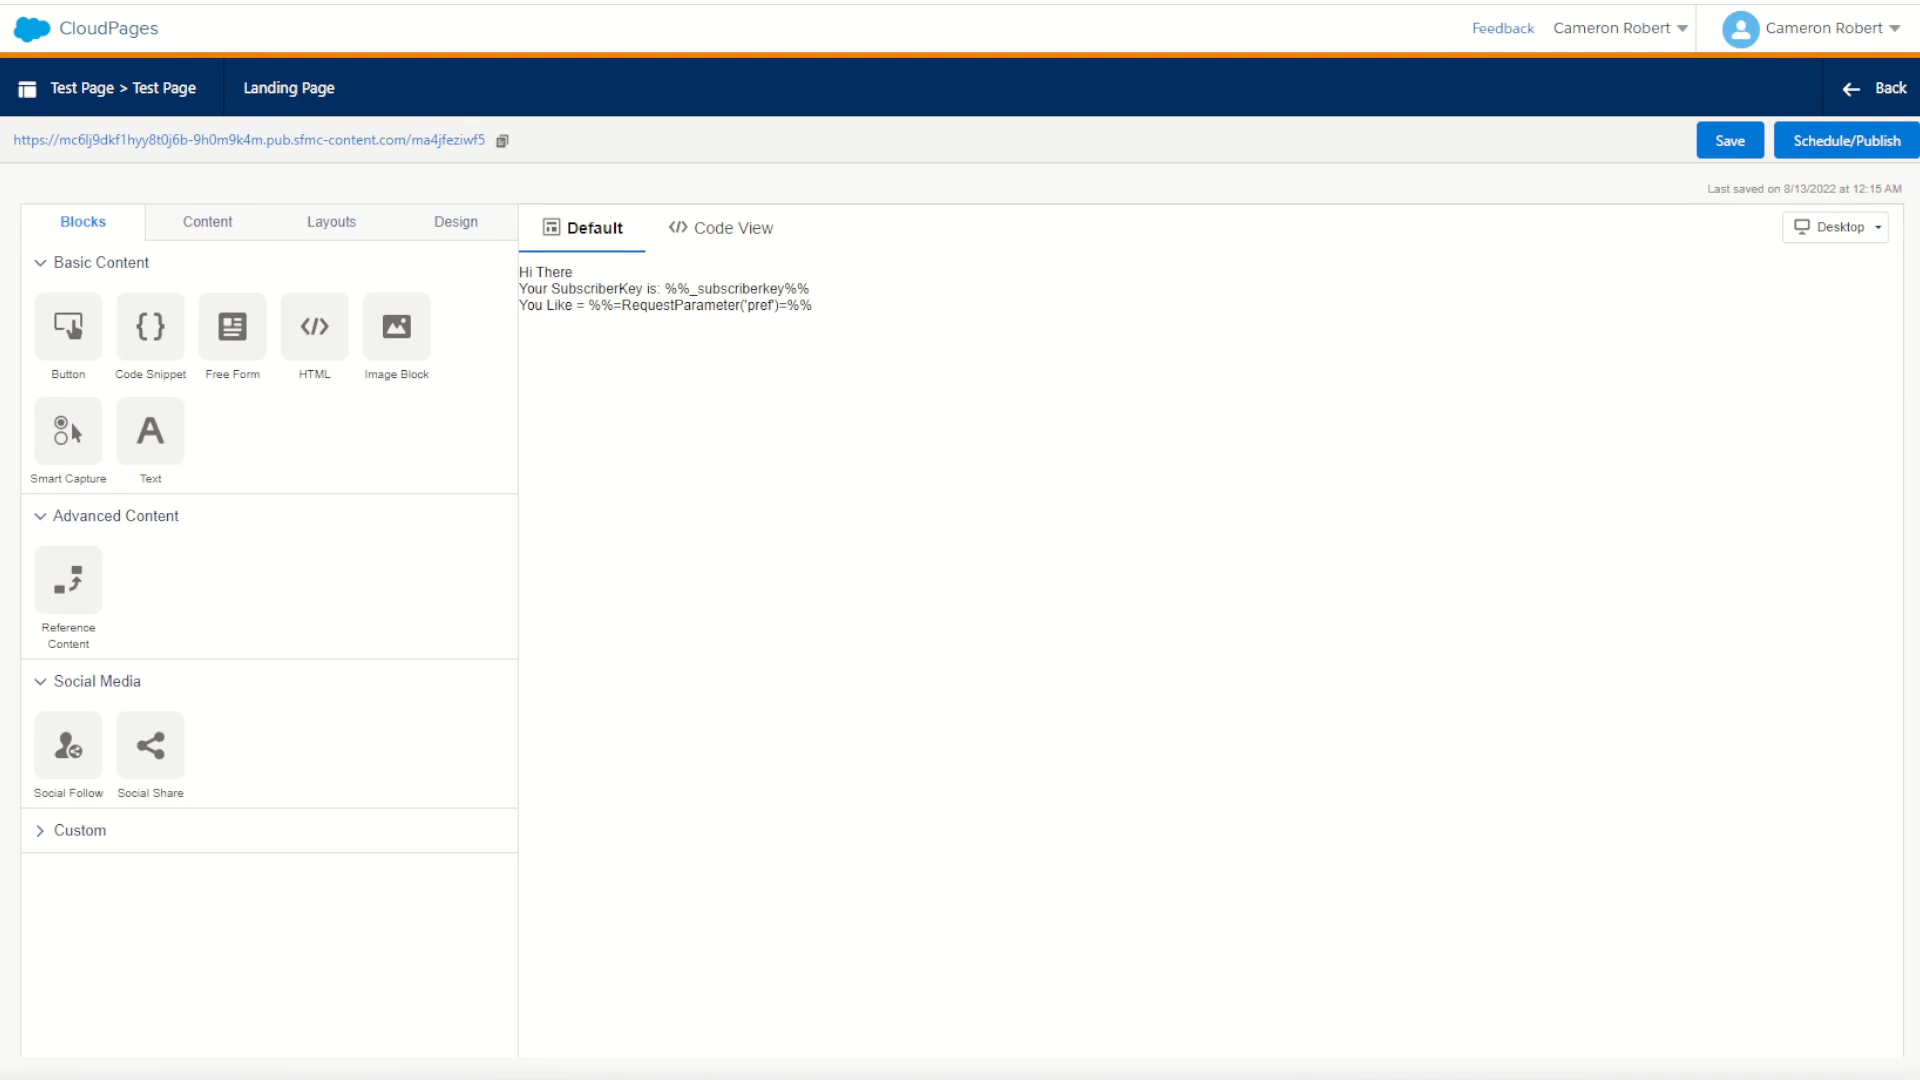 CloudPages
Feedback
Cameron Robert
Cameron Robert
Test Page > Test Page
Landing Page
Back
https://mc6lj9dkf1hyy8t0j6b-9h0m9k4m.pub.sfmc-content.com/ma4jfeziwf5
Save
Schedule/Publish
Last saved on 8/13/2022 at 12:15 AM
Blocks
Content
Layouts
Design
Default
</> Code View
Desktop
Basic Content
Button
Code Snippet
Free Form
HTML
Image Block
Smart Capture
Text
Advanced Content
Reference
Content
Social Media
Social Follow
Social Share
Custom
Hi There
Your SubscriberKey is: %%_subscriberkey%%
You Like = %%=RequestParameter('pref')=%%